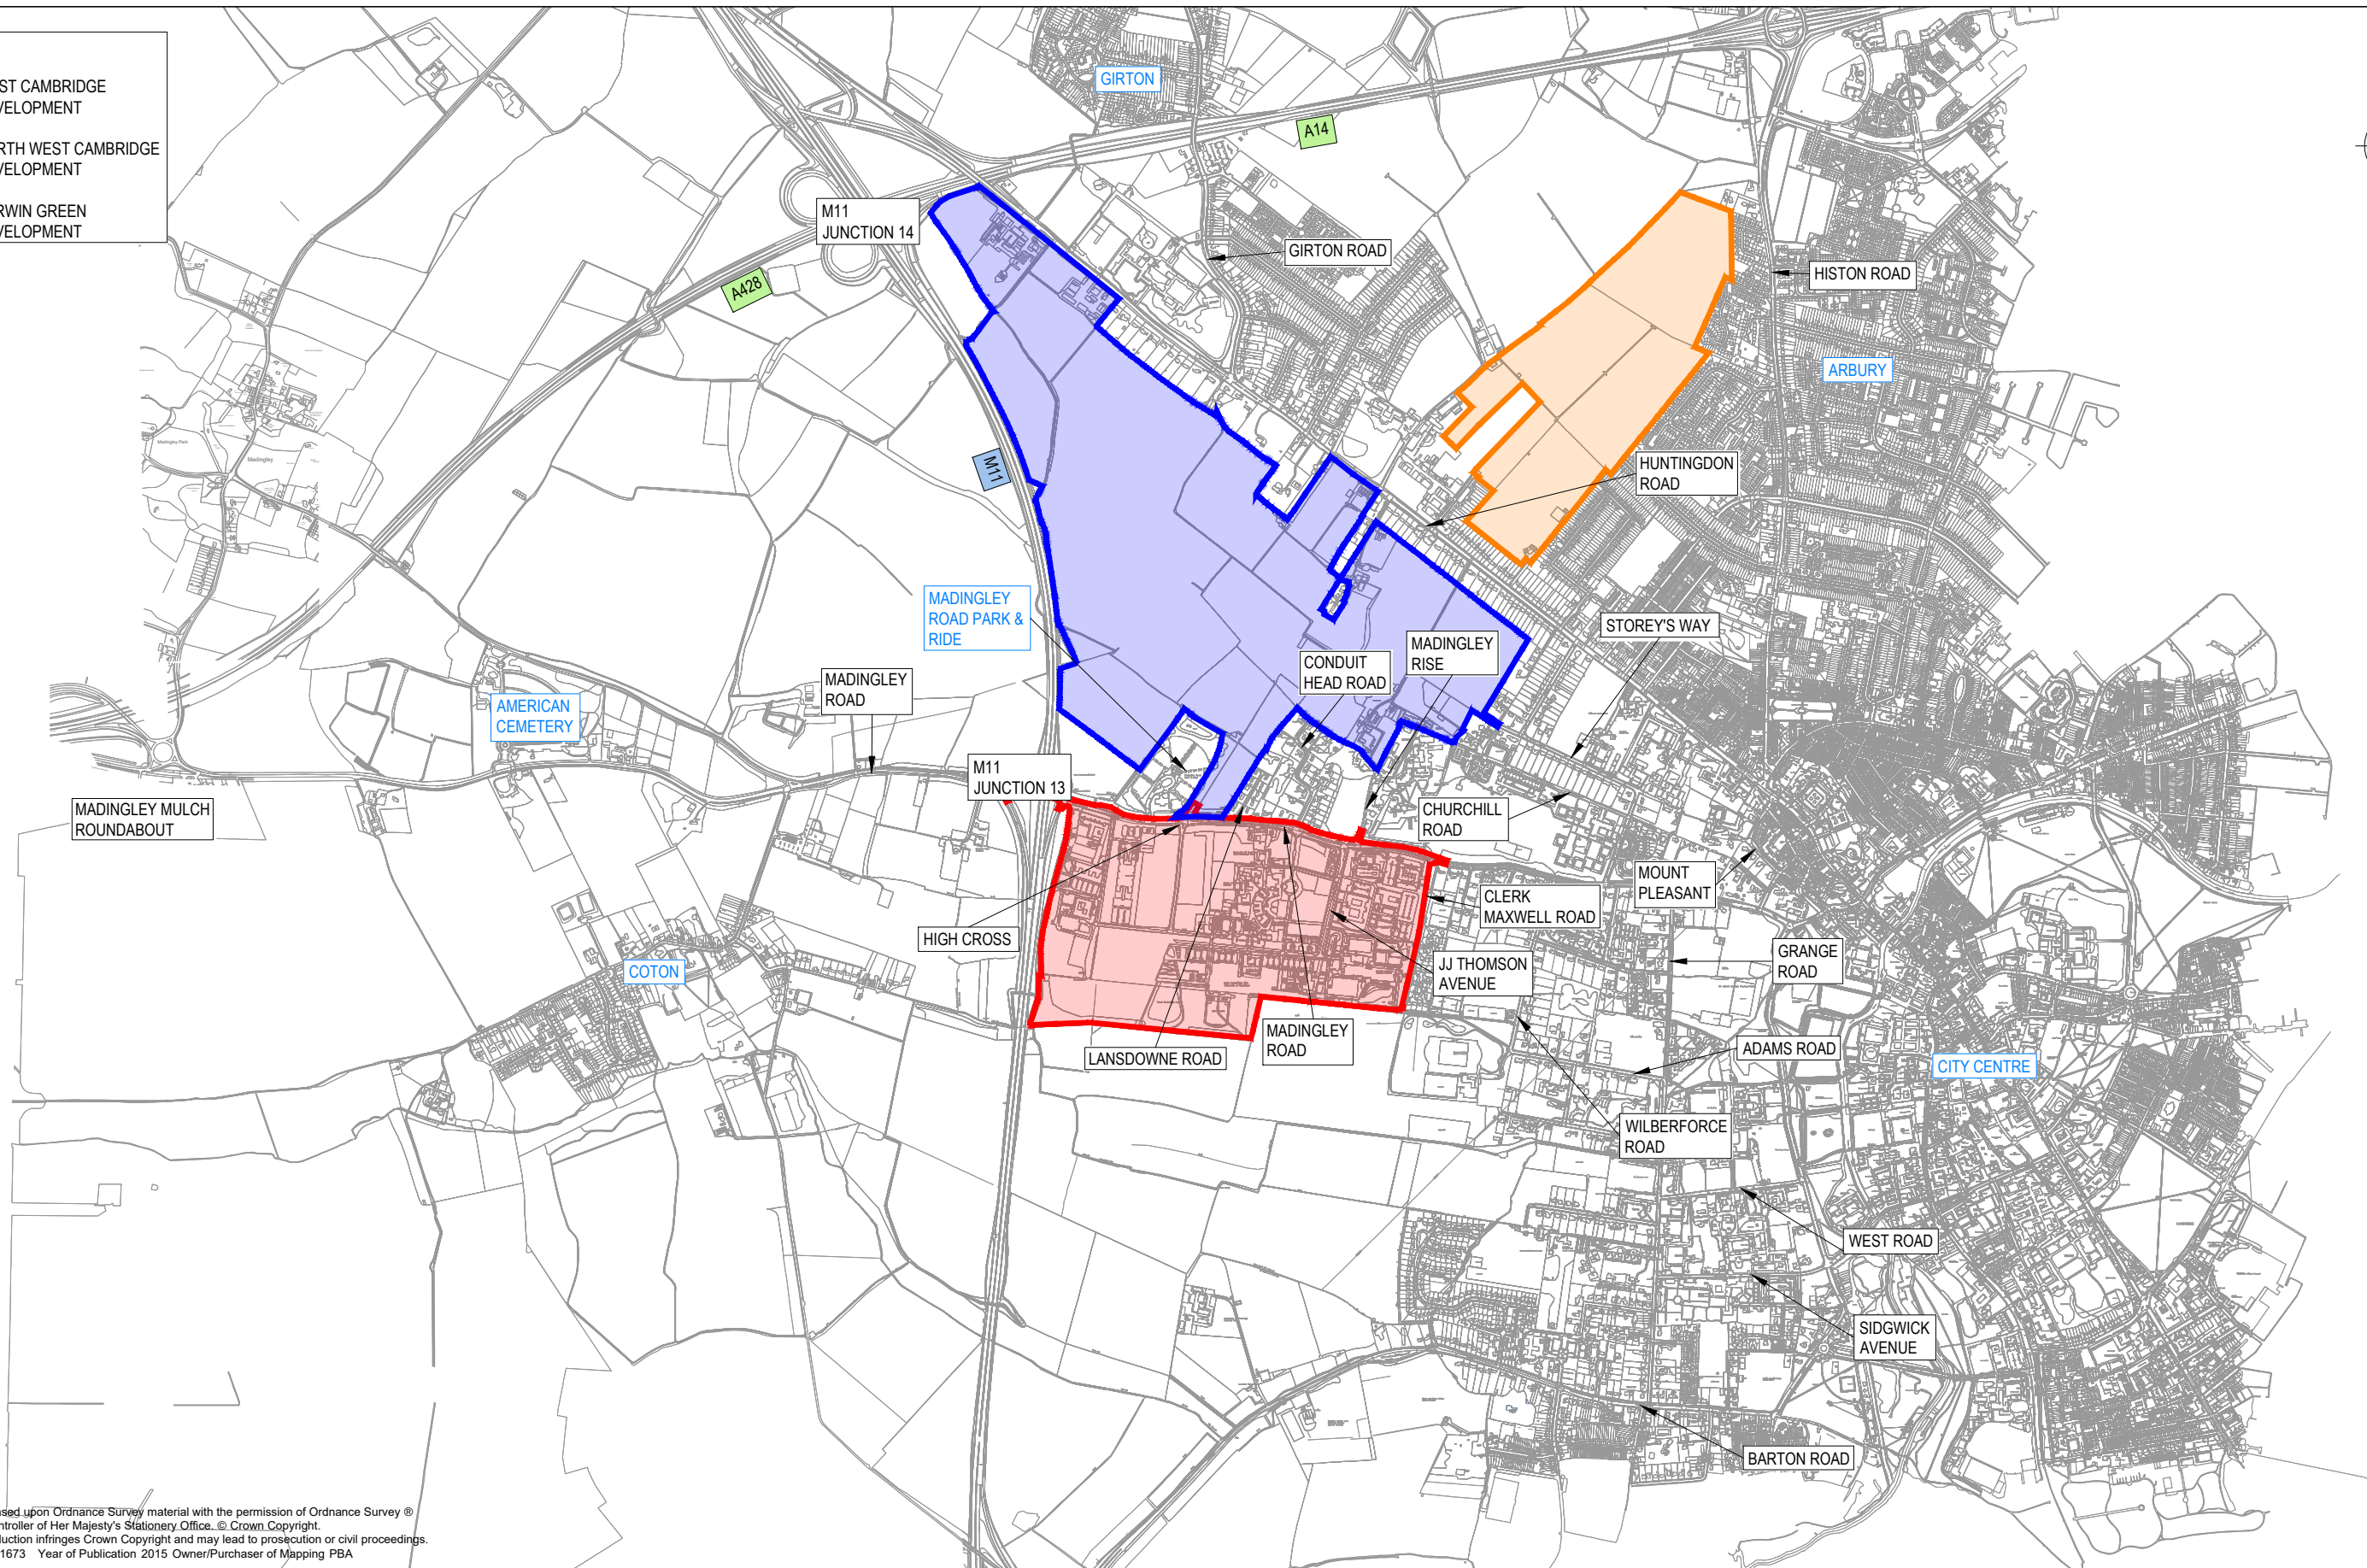 ST CAMBRIDGE
VELOPMENT
RTH WEST CAMBRIDGE
VELOPMENT
RWIN GREEN
VELOPMENT
GIRTON
A14
M11
JUNCTION 14
A428
GIRTON ROAD
HISTON ROAD
ARBURY
Madingley Park
Madingley
M11
HUNTINGDON
ROAD
MADINGLEY
ROAD PARK &
RIDE
STOREY'S WAY
MADINGLEY
RISE
CONDUIT
HEAD ROAD
MADINGLEY
ROAD
AMERICAN
CEMETERY
M11
JUNCTION 13
MADINGLEY MULCH
ROUNDABOUT
CHURCHILL
ROAD
MOUNT
PLEASANT
CLERK
MAXWELL ROAD
HIGH CROSS
GRANGE
ROAD
COTON
JJ THOMSON
AVENUE
MADINGLEY
ROAD
LANSDOWNE ROAD
ADAMS ROAD
CITY CENTRE
WILBERFORCE
ROAD
WEST ROAD
SIDGWICK
AVENUE
BARTON ROAD
sed upon Ordnance Survey material with the permission of Ordnance Survey ®
ntroller of Her Majesty's Stationery Office. © Crown Copyright.
duction infringes Crown Copyright and may lead to prosecution or civil proceedings.
1673 Year of Publication 2015 Owner/Purchaser of Mapping PBA